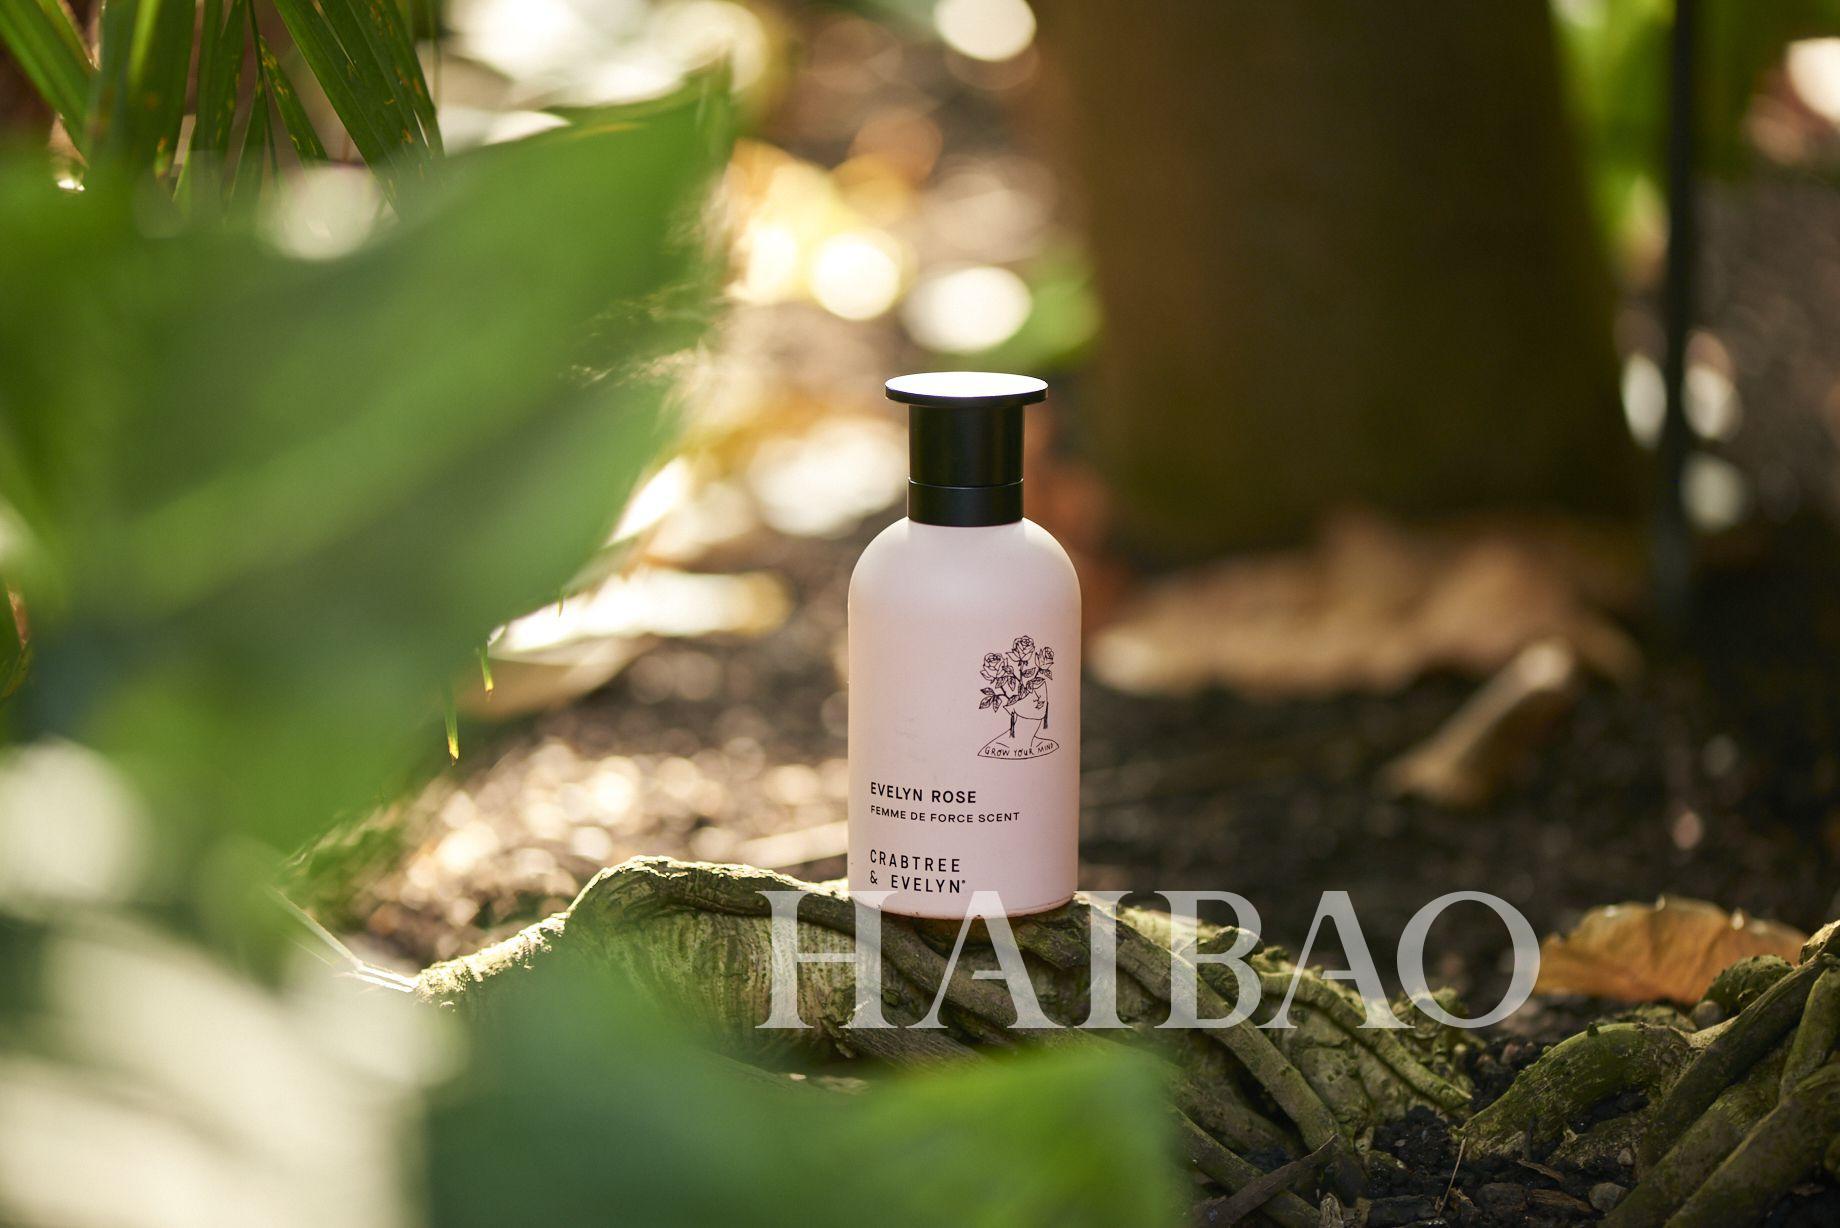 GROW YOUR MIND
EVELYN ROSE
FEMME DE FORCE SCENT
CRABTREE
& EVELYN®
HAIBAO